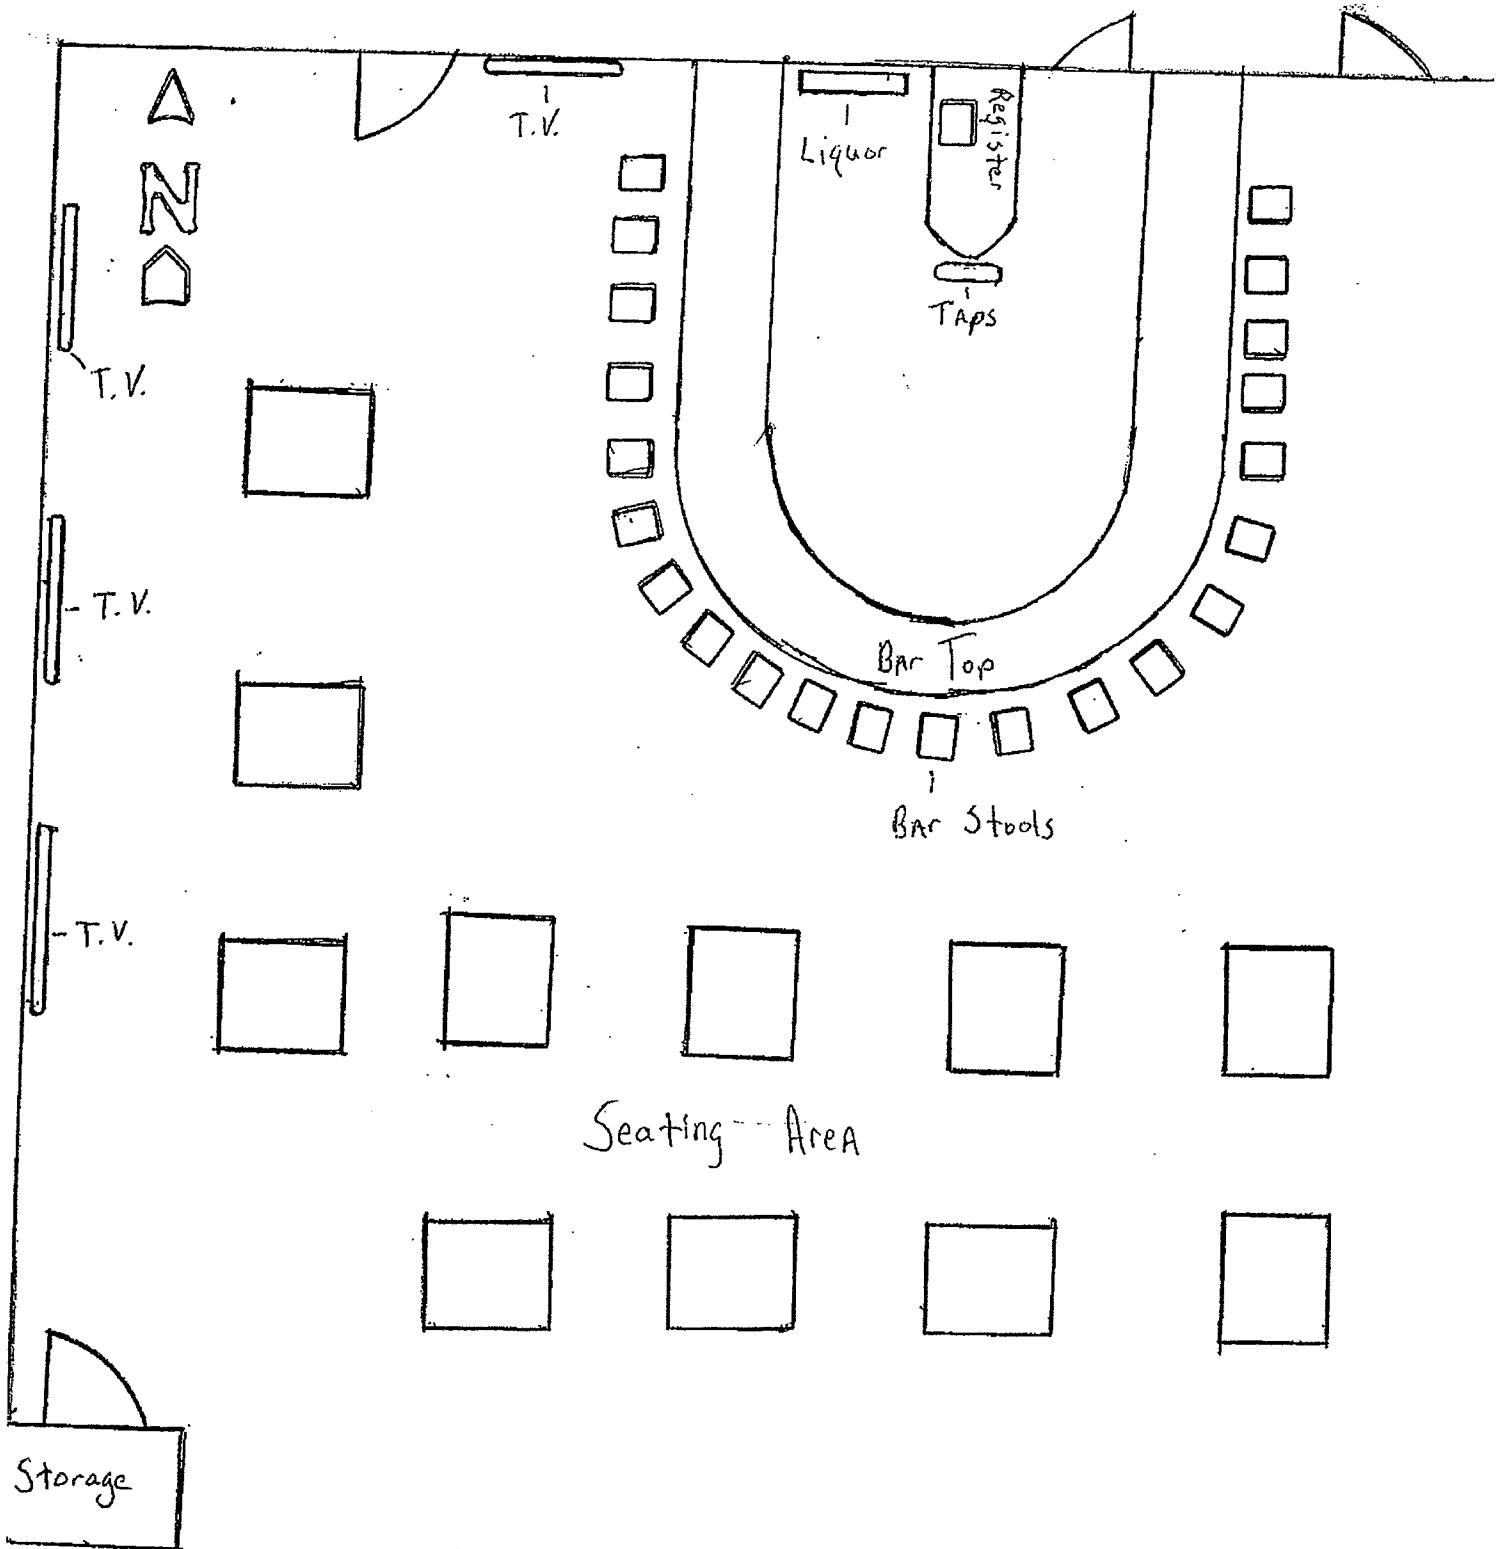 N
T.V.
Liquor
Register
Taps
T.V.
T.V.
Bar Top
Bar Stools
T.V.
Seating Area
Storage